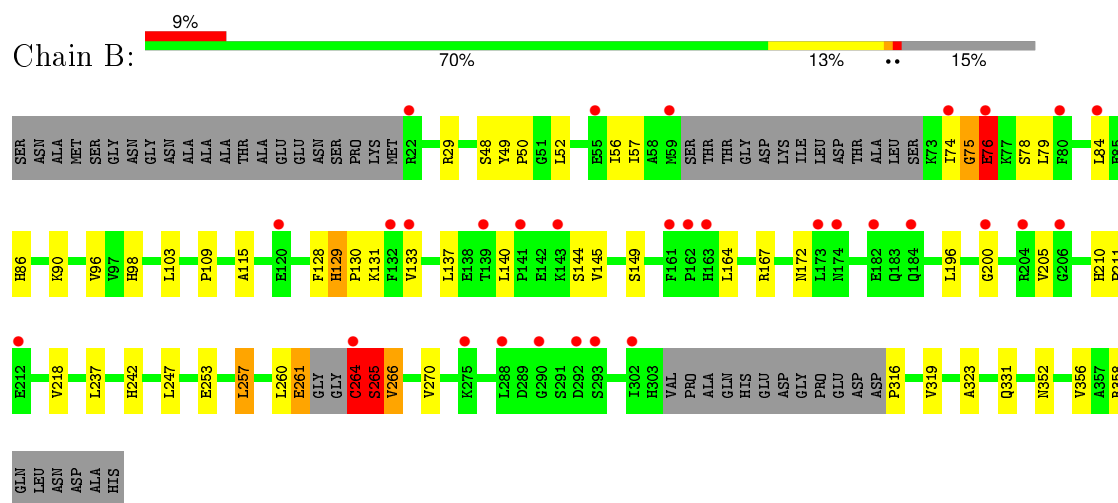 9%
Chain B:
70% 13% •• 15%
SER ASN ALA MET SER GLY ASN GLY ASN ALA ALA ALA ALA THR ALA GLU GLU ASN SER PRO LYS MET R22 R29 S48 Y49 P50 G51 L52 E55 I56 I57 A58 M59 SER THR THR GLY ASP LYS ILE LEU ASP THR ALA LEU SER K73 I74 G75 E76 K77 S78 L79 F80 L84 E85
H86 K90 V96 V97 H98 L103 P109 A115 E120 F128 H129 P130 K131 F132 V133 L137 E138 T139 L140 P141 E142 K143 S144 V145 S149 F161 P162 H163 L164 R167 N172 L173 N174 E182 Q183 Q184 L196 G200 R204 V205 G206 H210 P211
E212 V218 L237 H242 L247 E253 L257 L260 E261 GLY GLY C264 S265 V266 V270 K275 L288 D289 G290 S291 D292 S293 I302 H303 VAL PRO ALA GLN HIS GLU ASP GLY PRO GLU ASP ASP P316 V319 A323 Q331 N352 V356 A357 R358
GLN LEU ASN ASP ALA HIS